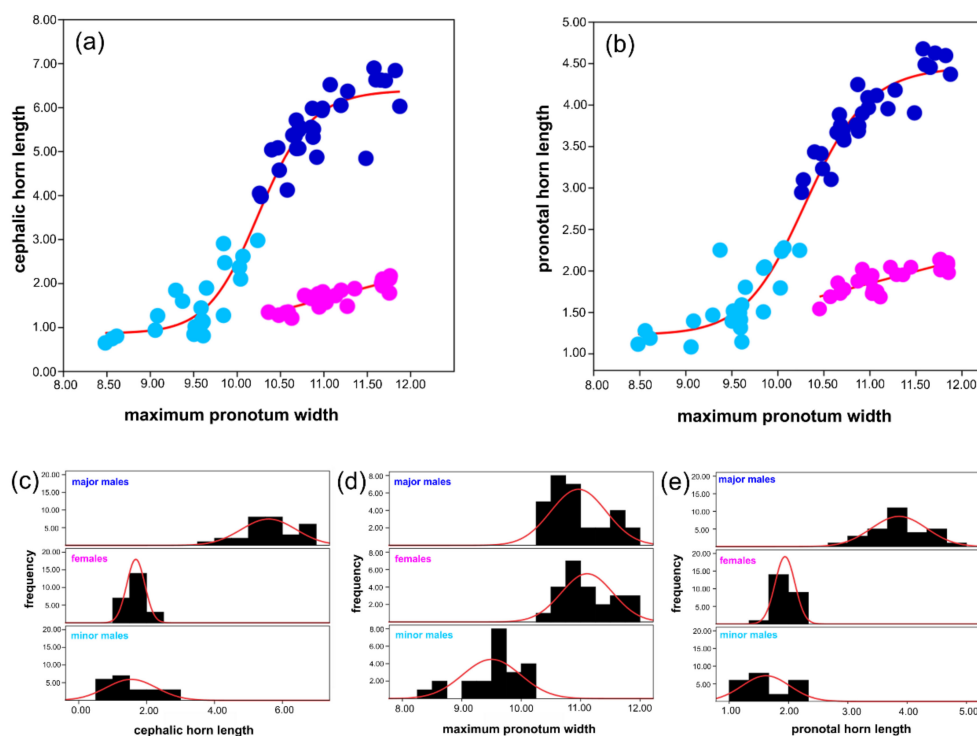 (a)
cephalic horn length
8.00
7.00
6.00
5.00
4.00
3.00
2.00
1.00
0.00
8.00 9.00 10.00 11.00 12.00
maximum pronotum width
(b)
pronotal horn length
5.00
4.50
4.00
3.50
3.00
2.50
2.00
1.50
1.00
8.00 8.50 9.00 9.50 10.00 10.50 11.00 11.50 12.00
maximum pronotum width
(c)
frequency
major males
20.00
15.00
10.00
5.00
females
20.00
15.00
10.00
5.00
minor males
20.00
15.00
10.00
5.00
0.00 2.00 4.00 6.00
cephalic horn length
(d)
frequency
major males
8.00
6.00
4.00
2.00
females
8.00
6.00
4.00
2.00
minor males
8.00
6.00
4.00
2.00
8.00 9.00 10.00 11.00 12.00
maximum pronotum width
(e)
frequency
major males
20.00
15.00
10.00
5.00
females
20.00
15.00
10.00
5.00
minor males
20.00
15.00
10.00
5.00
1.00 2.00 3.00 4.00 5.00
pronotal horn length